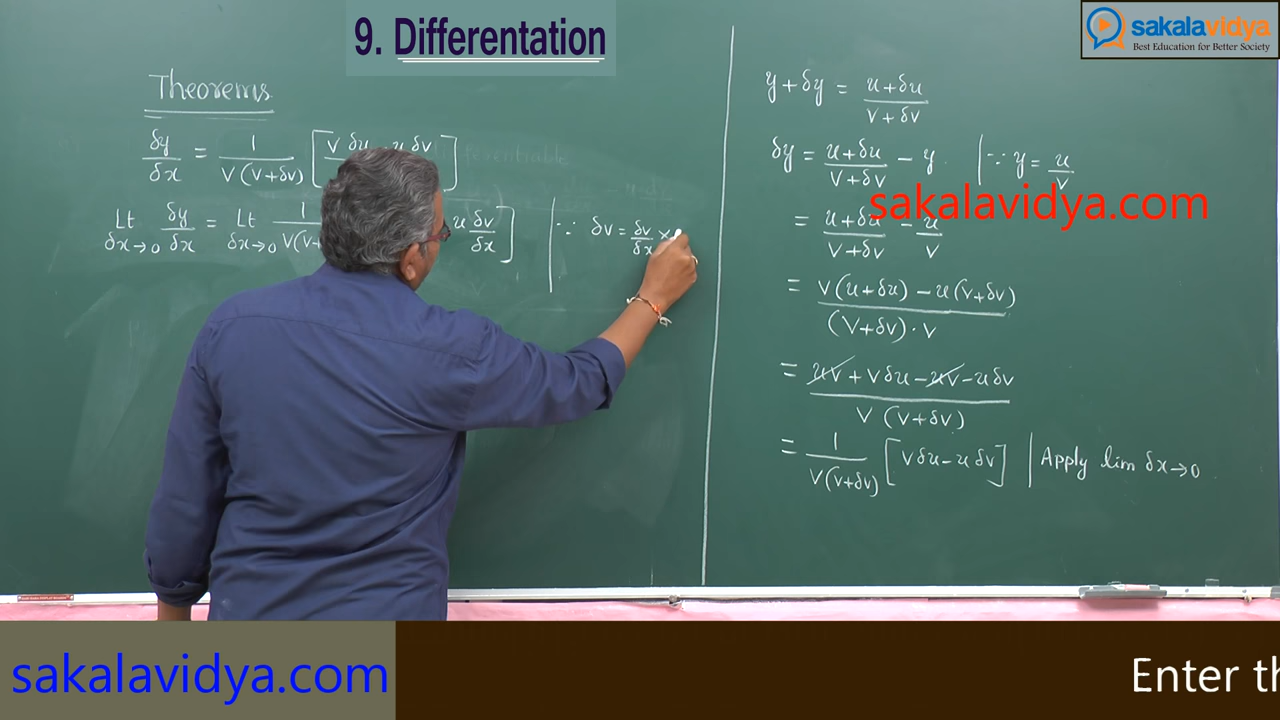 9. Differentation
sakalavidya
Best Education for Better Society
Theorems
δy/δx = 1/V(V+δV) [V δu - u δV]
Lt δx→0 δy/δx = Lt δx→0 1/V(V+ u δV/δx] | ∵ δV = δV/δx ×
y + δy = u+δu/V+δV
δy = u+δu/V+δV - y | ∵ y = u/V
sakalavidya.com
= u+δu/V+δV - u/V
= V(u+δu) - u(V+δV)/(V+δV)·V
= uV + Vδu - uV - uδV/V(V+δV)
= 1/V(V+δV) [Vδu - uδV] | Apply lim δx→0
sakalavidya.com
Enter